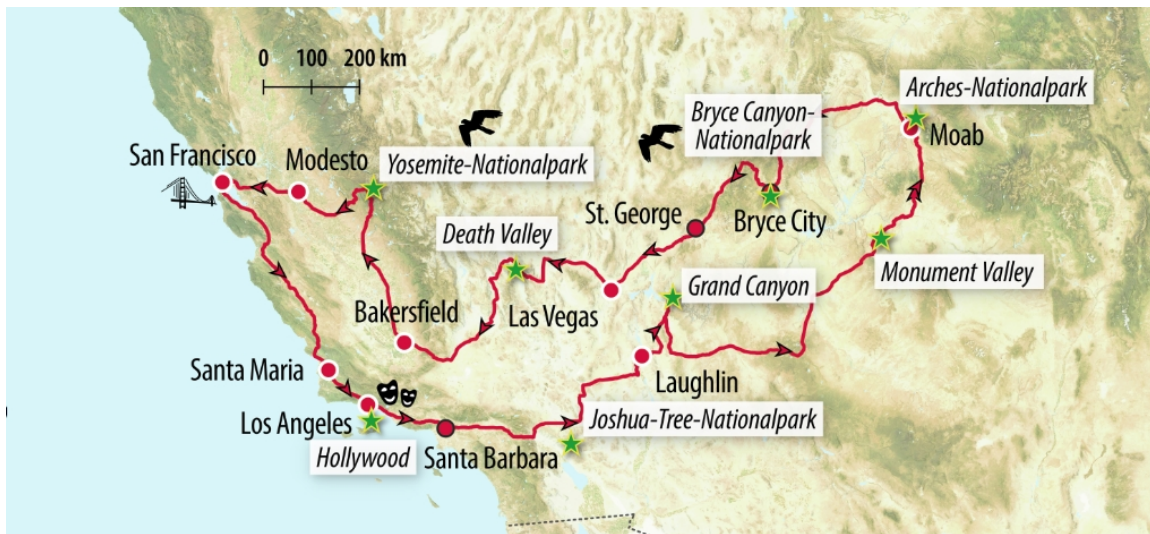 0 100 200 km
Arches-Nationalpark
Bryce Canyon-
Nationalpark
Moab
San Francisco
Modesto
Yosemite-Nationalpark
St. George
Bryce City
Death Valley
Monument Valley
Grand Canyon
Bakersfield
Las Vegas
Santa Maria
Laughlin
Los Angeles
Joshua-Tree-Nationalpark
Hollywood
Santa Barbara